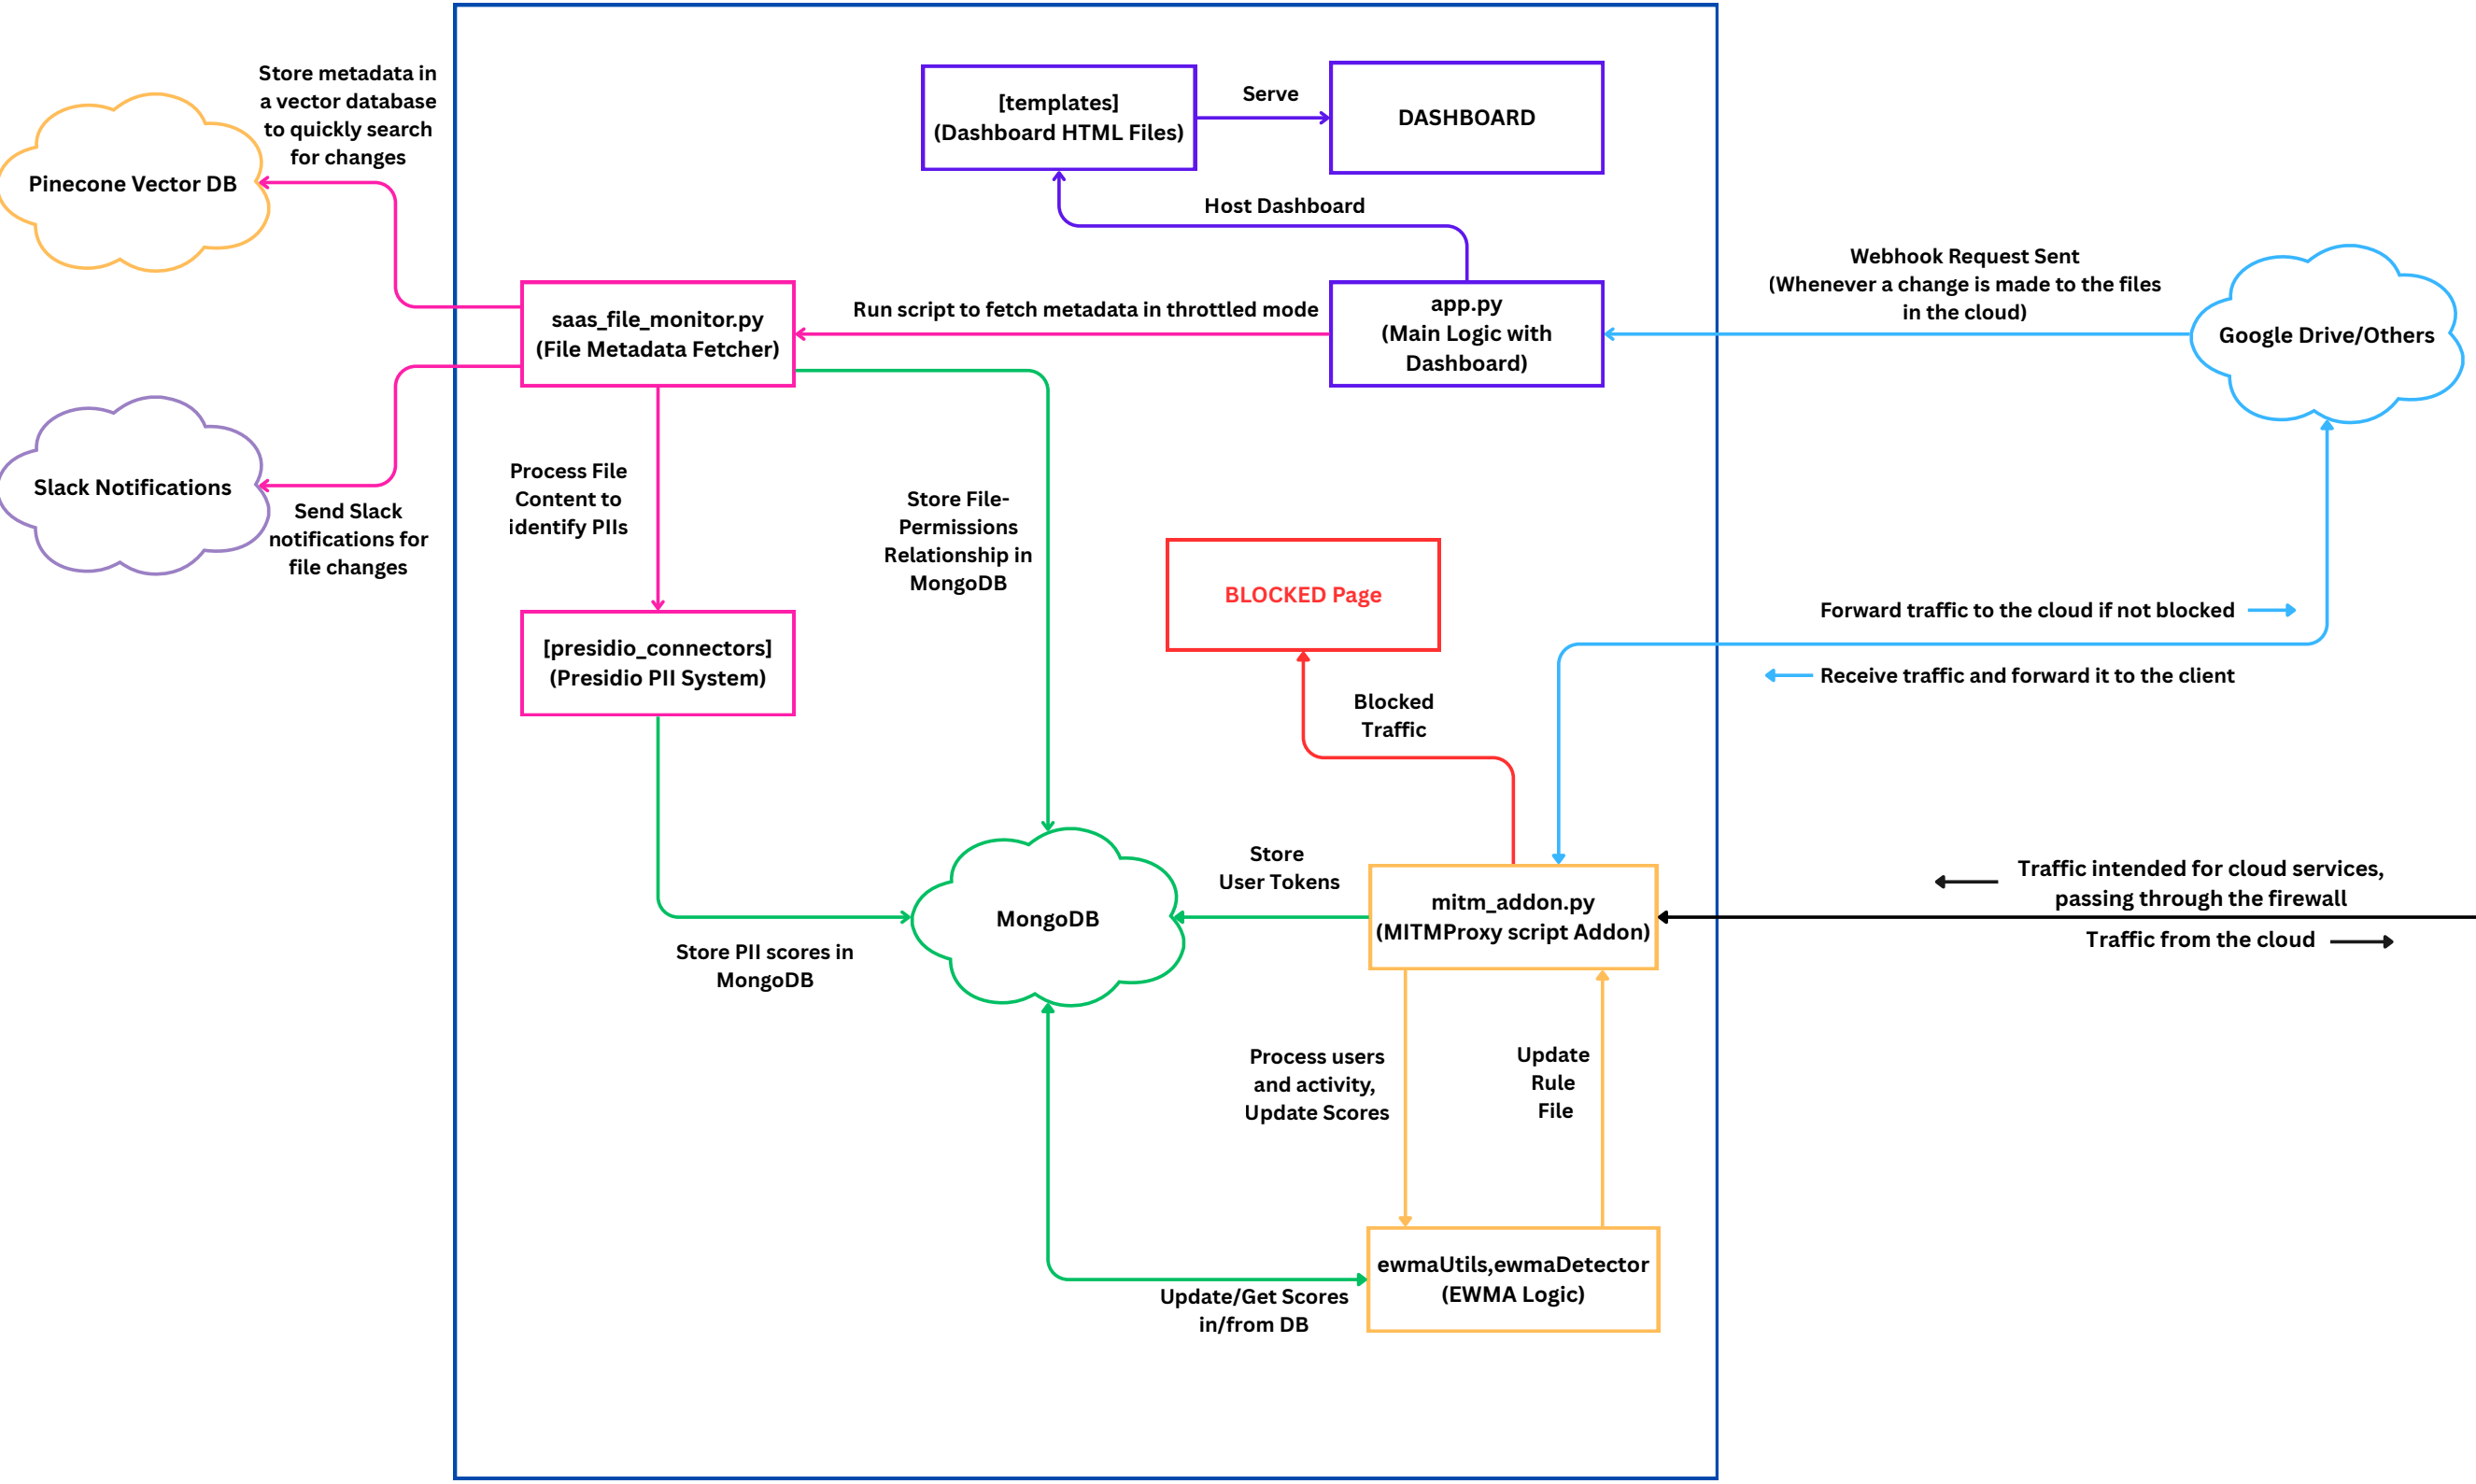 Store metadata in
a vector database
to quickly search
for changes
Pinecone Vector DB
[templates]
(Dashboard HTML Files)
Serve
DASHBOARD
Host Dashboard
saas_file_monitor.py
(File Metadata Fetcher)
Run script to fetch metadata in throttled mode
app.py
(Main Logic with
Dashboard)
Webhook Request Sent
(Whenever a change is made to the files
in the cloud)
Google Drive/Others
Slack Notifications
Send Slack
notifications for
file changes
Process File
Content to
identify PIIs
Store File-
Permissions
Relationship in
MongoDB
BLOCKED Page
Forward traffic to the cloud if not blocked
Receive traffic and forward it to the client
[presidio_connectors]
(Presidio PII System)
Blocked
Traffic
Store
User Tokens
MongoDB
mitm_addon.py
(MITMProxy script Addon)
Traffic intended for cloud services,
passing through the firewall
Traffic from the cloud
Store PII scores in
MongoDB
Process users
and activity,
Update Scores
Update
Rule
File
ewmaUtils,ewmaDetector
(EWMA Logic)
Update/Get Scores
in/from DB